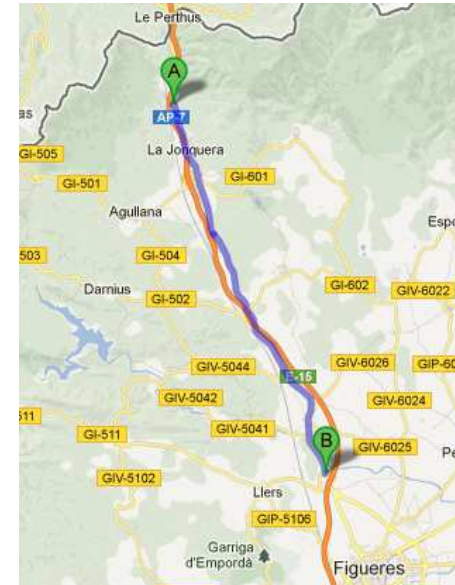 Le Perthus
A
AP-7
La Jonquera
GI-505
GI-601
GI-501
Agullana
GI-504
503
GI-602
GIV-6022
Darnius
GI-502
GIV-5044
E-15
GIV-6026
GIV-5042
GIV-6024
GI-511
GIV-5041
B
GIV-6025
GIV-5102
Llers
GIP-5106
Garriga
d'Empordà
Figueres